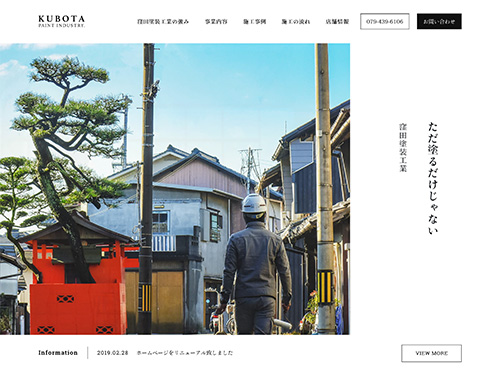 KUBOTA
PAINT INDUSTRY.
窪田塗装工業の強み
事業内容
施工事例
施工の流れ
店舗情報
079-439-6106
お問い合わせ
ただ塗るだけじゃない
窪田塗装工業
Information
2019.02.28
ホームページをリニューアル致しました
VIEW MORE